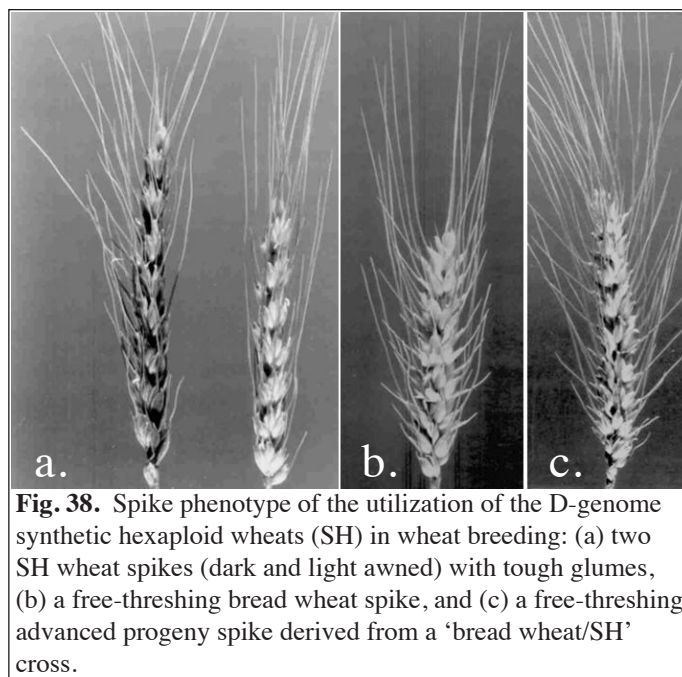 a.
b.
c.
Fig. 38. Spike phenotype of the utilization of the D-genome
synthetic hexaploid wheats (SH) in wheat breeding: (a) two
SH wheat spikes (dark and light awned) with tough glumes,
(b) a free-threshing bread wheat spike, and (c) a free-threshing
advanced progeny spike derived from a ‘bread wheat/SH’
cross.